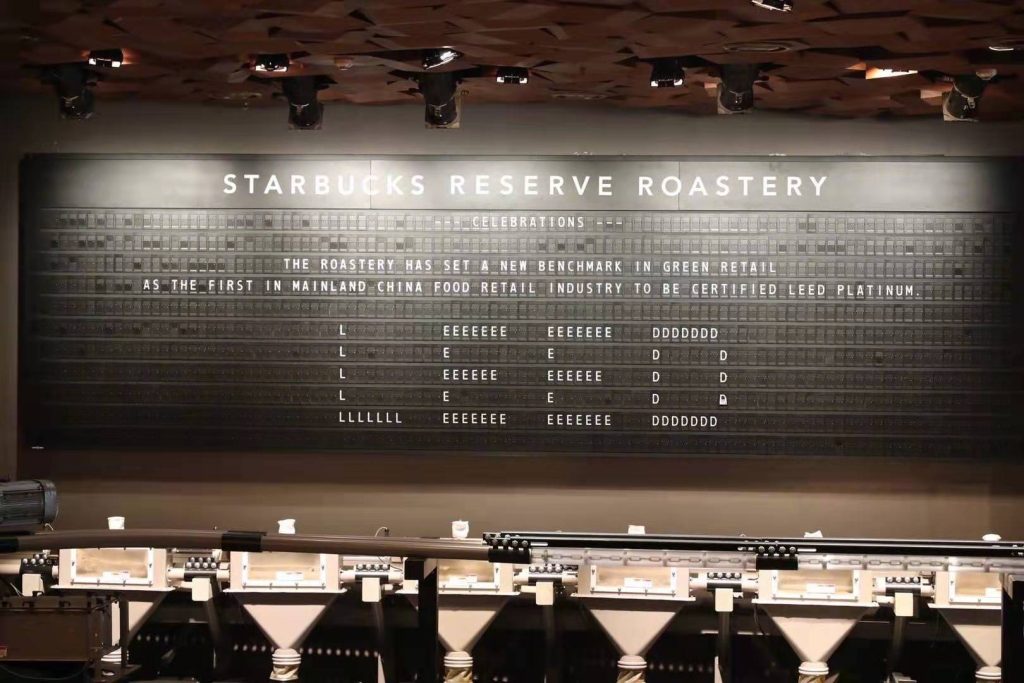 STARBUCKS RESERVE ROASTERY
--- CELEBRATIONS ---
THE ROASTERY HAS SET A NEW BENCHMARK IN GREEN RETAIL
AS THE FIRST IN MAINLAND CHINA FOOD RETAIL INDUSTRY TO BE CERTIFIED LEED PLATINUM.
L EEEEEEE EEEEEEE DDDDDDD
L E E D D
L EEEEEE EEEEEE D D
L E E D
LLLLLLL EEEEEEE EEEEEEE DDDDDDD